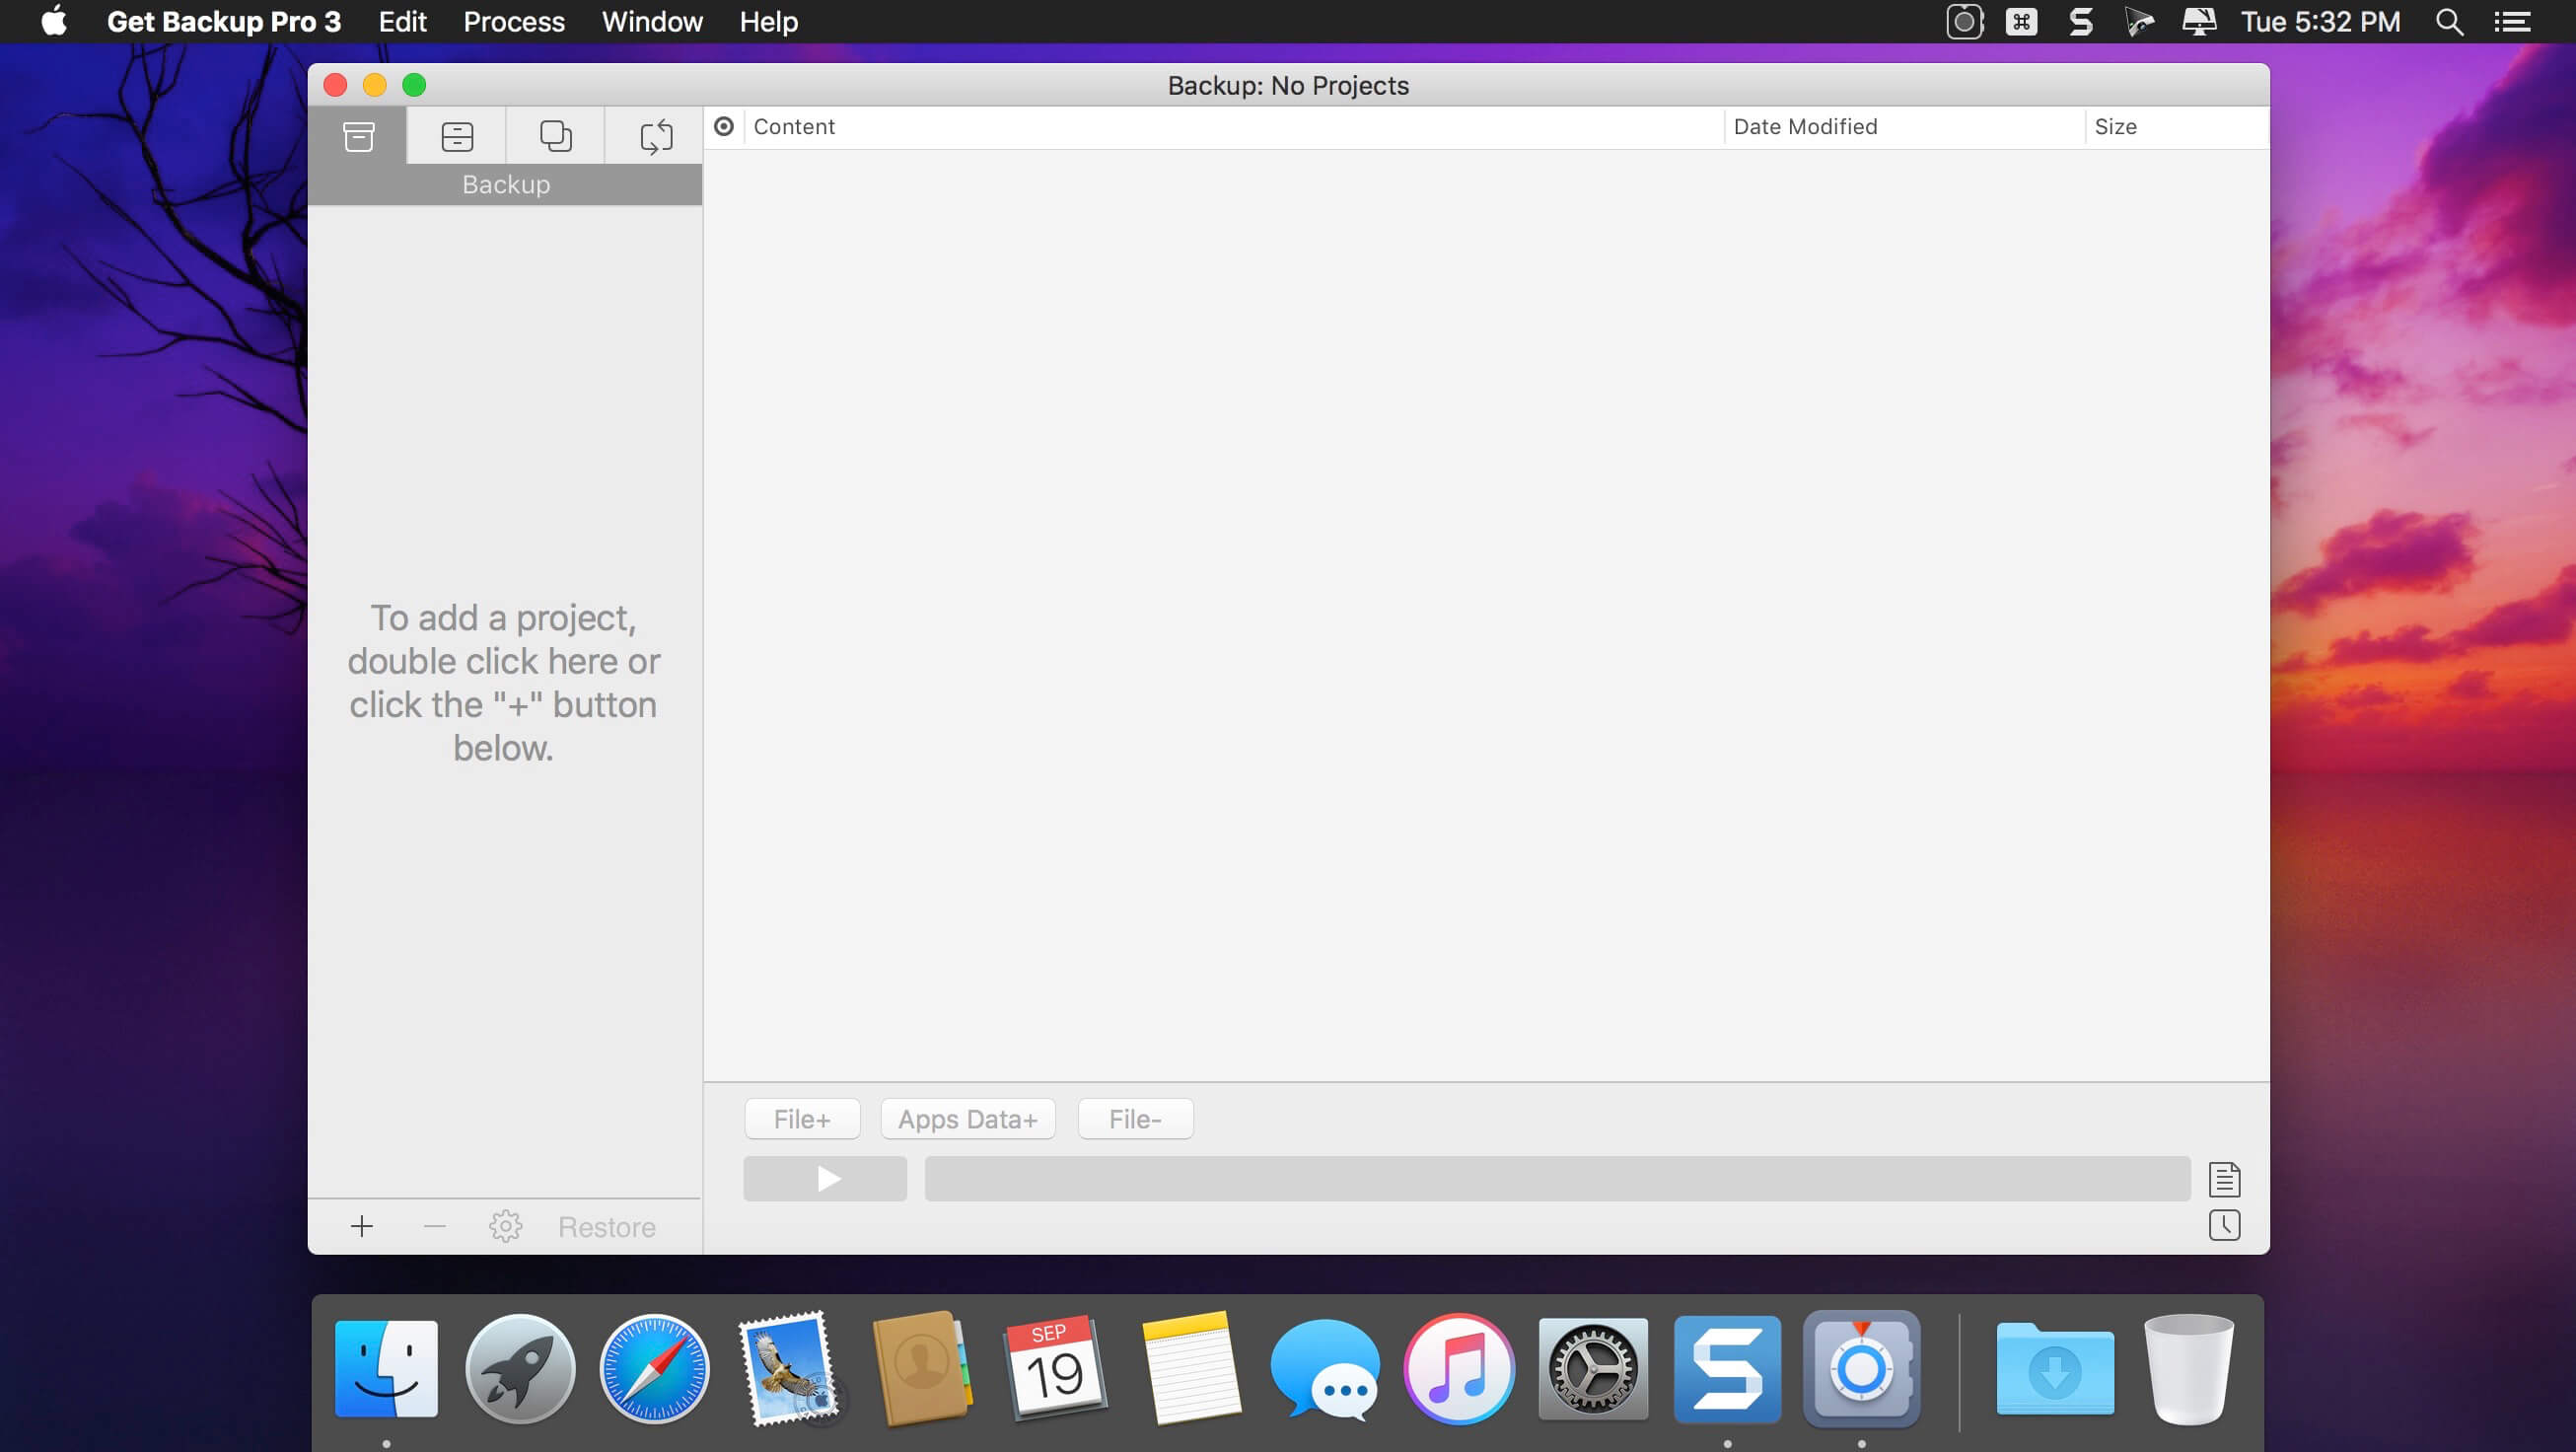 Get Backup Pro 3 Edit Process Window Help Tue 5:32 PM
Backup: No Projects
Content Date Modified Size
Backup
To add a project,
double click here or
click the "+" button
below.
File+ Apps Data+ File-
+ − Restore
SEP
19